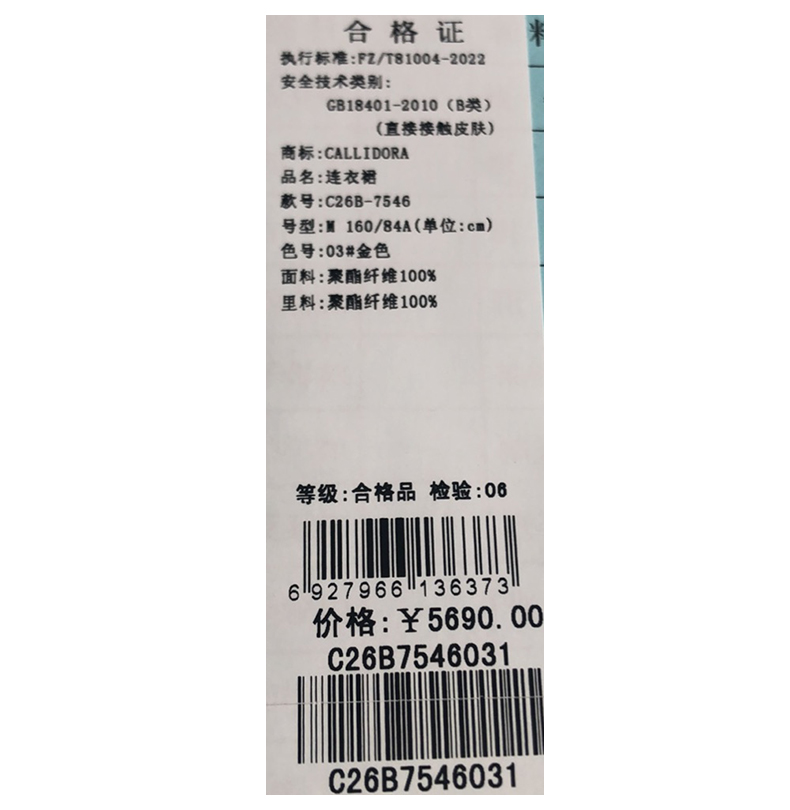 合格证
执行标准:FZ/T81004-2022
安全技术类别:
GB18401-2010（B类）
(直接接触皮肤)
商标:CALLIDORA
品名:连衣裙
款号:C26B-7546
号型:M 160/84A(单位:cm)
色号:03#金色
面料:聚酯纤维100%
里料:聚酯纤维100%
等级:合格品 检验:06
6 927966 136373
价格:￥5690.00
C26B7546031
C26B7546031